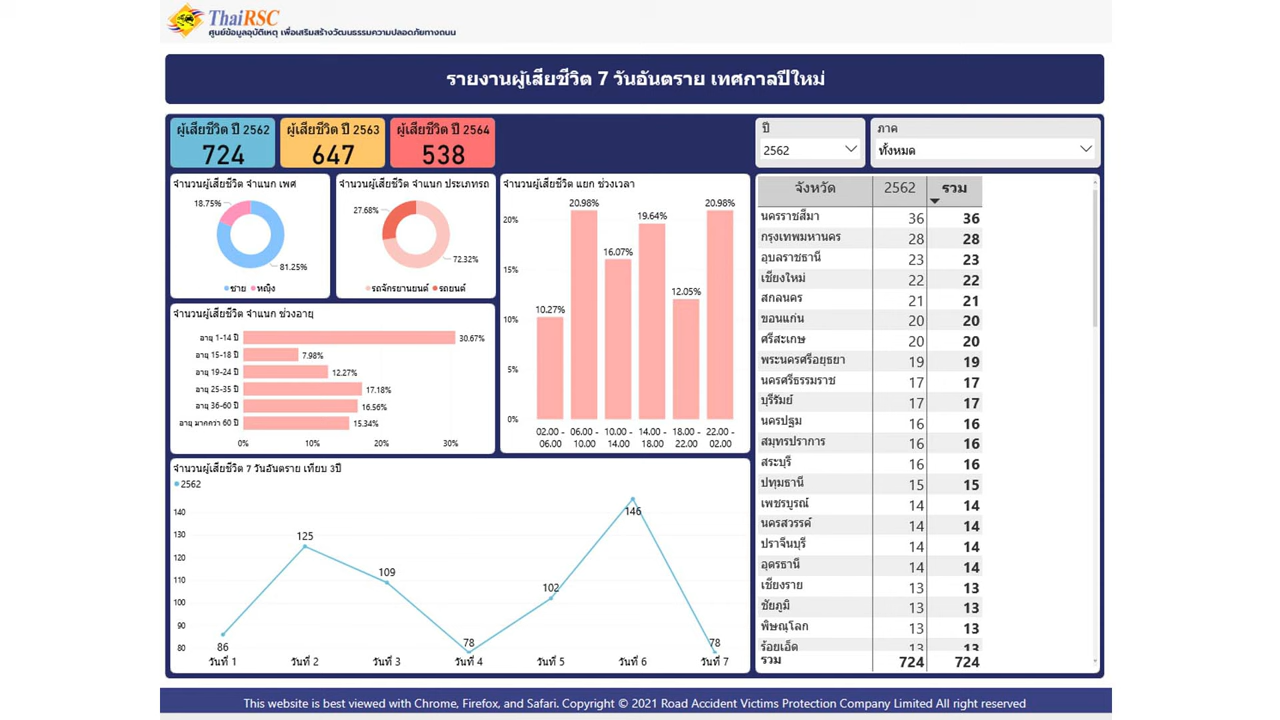 ThaiRSC
ศูนย์ข้อมูลอุบัติเหตุ เพื่อเสริมสร้างวัฒนธรรมความปลอดภัยทางถนน
รายงานผู้เสียชีวิต 7 วันอันตราย เทศกาลปีใหม่
ผู้เสียชีวิต ปี 2562
724
ผู้เสียชีวิต ปี 2563
647
ผู้เสียชีวิต ปี 2564
538
ปี
2562
ภาค
ทั้งหมด
จำนวนผู้เสียชีวิต จำแนก เพศ
18.75%
81.25%
ชาย หญิง
จำนวนผู้เสียชีวิต จำแนก ประเภทรถ
27.68%
72.32%
รถจักรยานยนต์ รถยนต์
จำนวนผู้เสียชีวิต แยก ช่วงเวลา
20%
15%
10%
5%
0%
10.27%
20.98%
16.07%
19.64%
12.05%
20.98%
02.00 - 06.00
06.00 - 10.00
10.00 - 14.00
14.00 - 18.00
18.00 - 22.00
22.00 - 02.00
จำนวนผู้เสียชีวิต จำแนก ช่วงอายุ
อายุ 1-14 ปี 30.67%
อายุ 15-18 ปี 7.98%
อายุ 19-24 ปี 12.27%
อายุ 25-35 ปี 17.18%
อายุ 36-60 ปี 16.56%
อายุ มากกว่า 60 ปี 15.34%
0% 10% 20% 30%
จำนวนผู้เสียชีวิต 7 วันอันตราย เทียบ 3ปี
2562
140
130
120
110
100
90
80
86
125
109
78
102
146
78
วันที่ 1 วันที่ 2 วันที่ 3 วันที่ 4 วันที่ 5 วันที่ 6 วันที่ 7
จังหวัด 2562 รวม
นครราชสีมา 36 36
กรุงเทพมหานคร 28 28
อุบลราชธานี 23 23
เชียงใหม่ 22 22
สกลนคร 21 21
ขอนแก่น 20 20
ศรีสะเกษ 20 20
พระนครศรีอยุธยา 19 19
นครศรีธรรมราช 17 17
บุรีรัมย์ 17 17
นครปฐม 16 16
สมุทรปราการ 16 16
สระบุรี 16 16
ปทุมธานี 15 15
เพชรบูรณ์ 14 14
นครสวรรค์ 14 14
ปราจีนบุรี 14 14
อุดรธานี 14 14
เชียงราย 13 13
ชัยภูมิ 13 13
พิษณุโลก 13 13
ร้อยเอ็ด 13 13
รวม 724 724
This website is best viewed with Chrome, Firefox, and Safari. Copyright © 2021 Road Accident Victims Protection Company Limited All right reserved